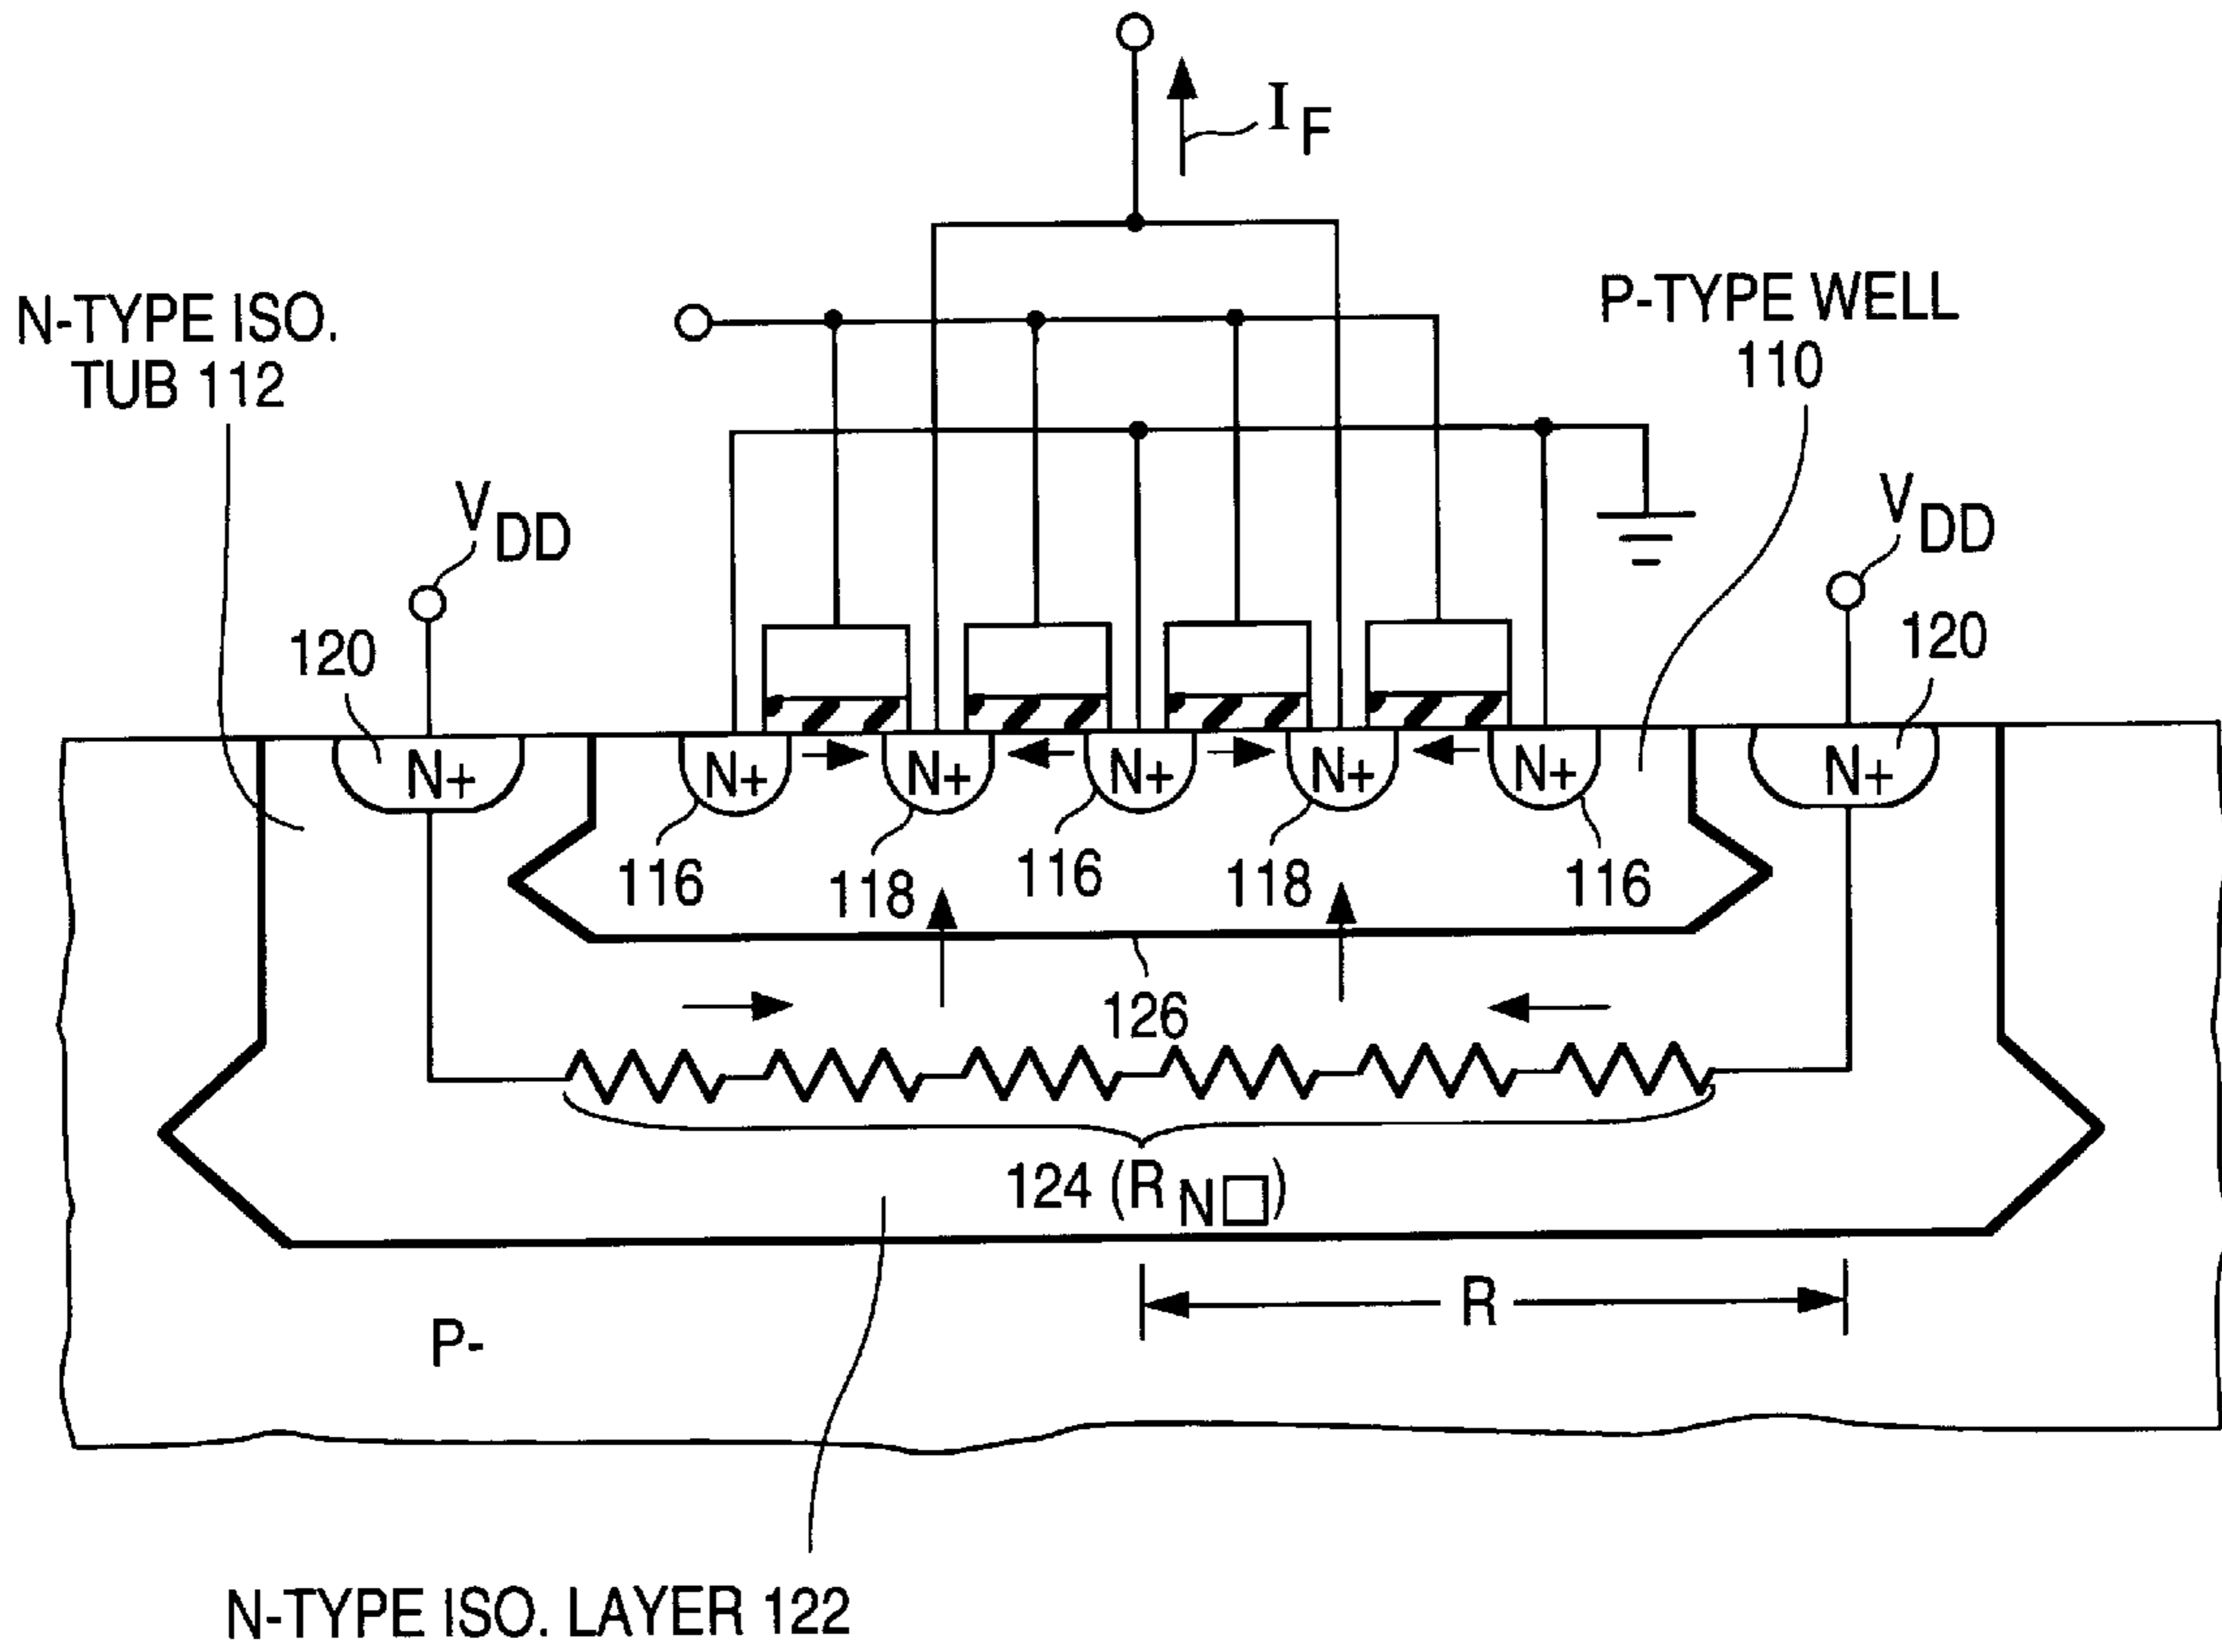 I F
N-TYPE ISO.
TUB 112
P-TYPE WELL
110
V DD
V DD
120
120
N+
N+
N+
N+
N+
N+
N+
116
118
116
118
116
126
124 (R N□)
R
P-
N-TYPE ISO. LAYER 122